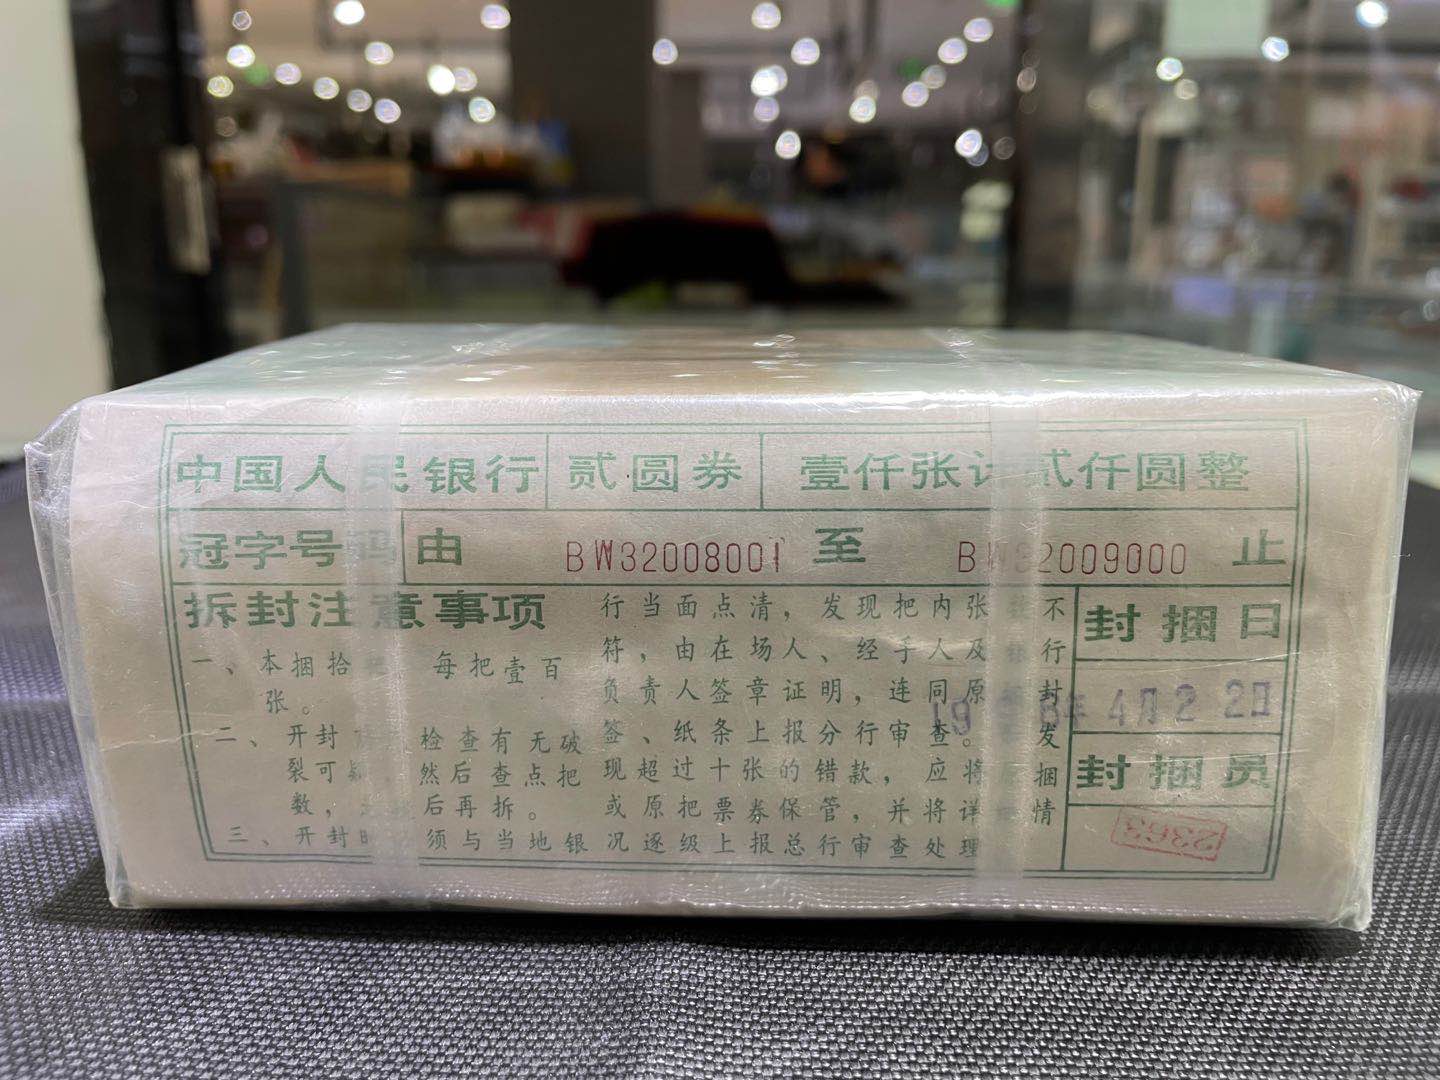 中国人民银行 贰圆券 壹仟张计贰仟圆整
冠字号码 由 BW32008001 至 BW32009000 止
拆封注意事项
一、本捆拾 每把壹百
张。
二、开封 检查有无破
裂可疑 然后查点把
数, 后再拆。
三、开封时 须与当地银
行当面点清，发现把内张 不
符，由在场人、经手人及银行
负责人签章证明，连同原 封
签、纸条上报分行审查。 发
现超过十张的错款，应将 捆
或原把票券保管，并将详 情
况逐级上报总行审查处理
封捆日
19 年4月22日
封捆员
2363